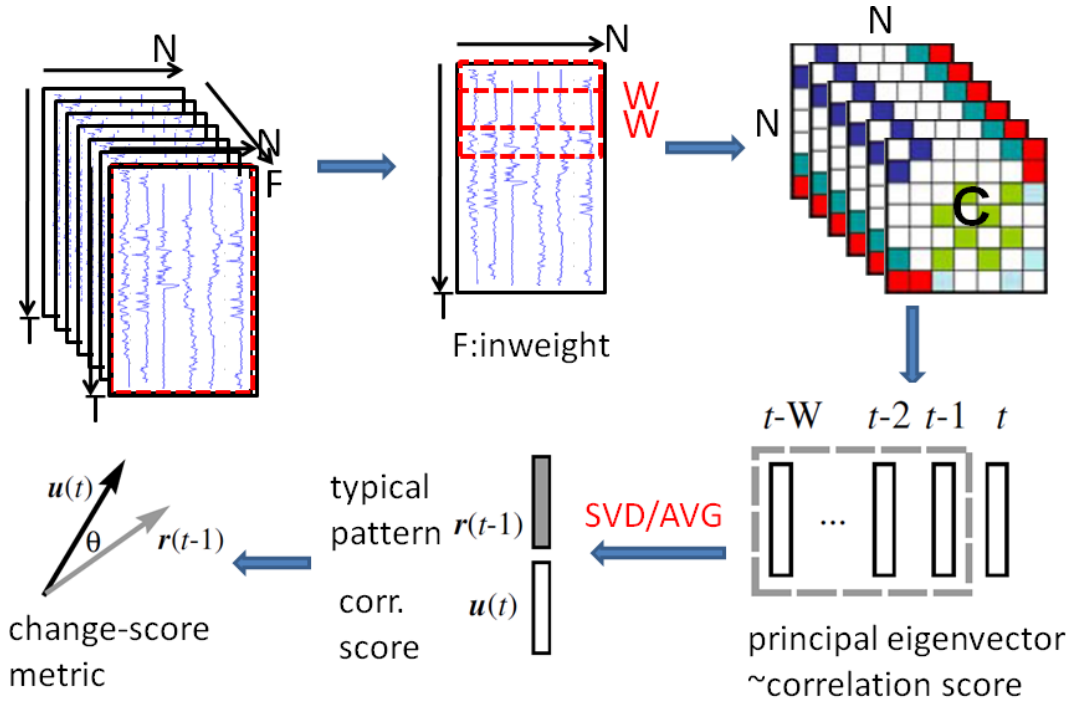 N
N
F
T
T
N
W
W
T
F:inweight
N
N
C
t-W t-2 t-1 t
...
principal eigenvector
~correlation score
SVD/AVG
typical
pattern r(t-1)
corr. u(t)
score
u(t)
θ
r(t-1)
change-score
metric